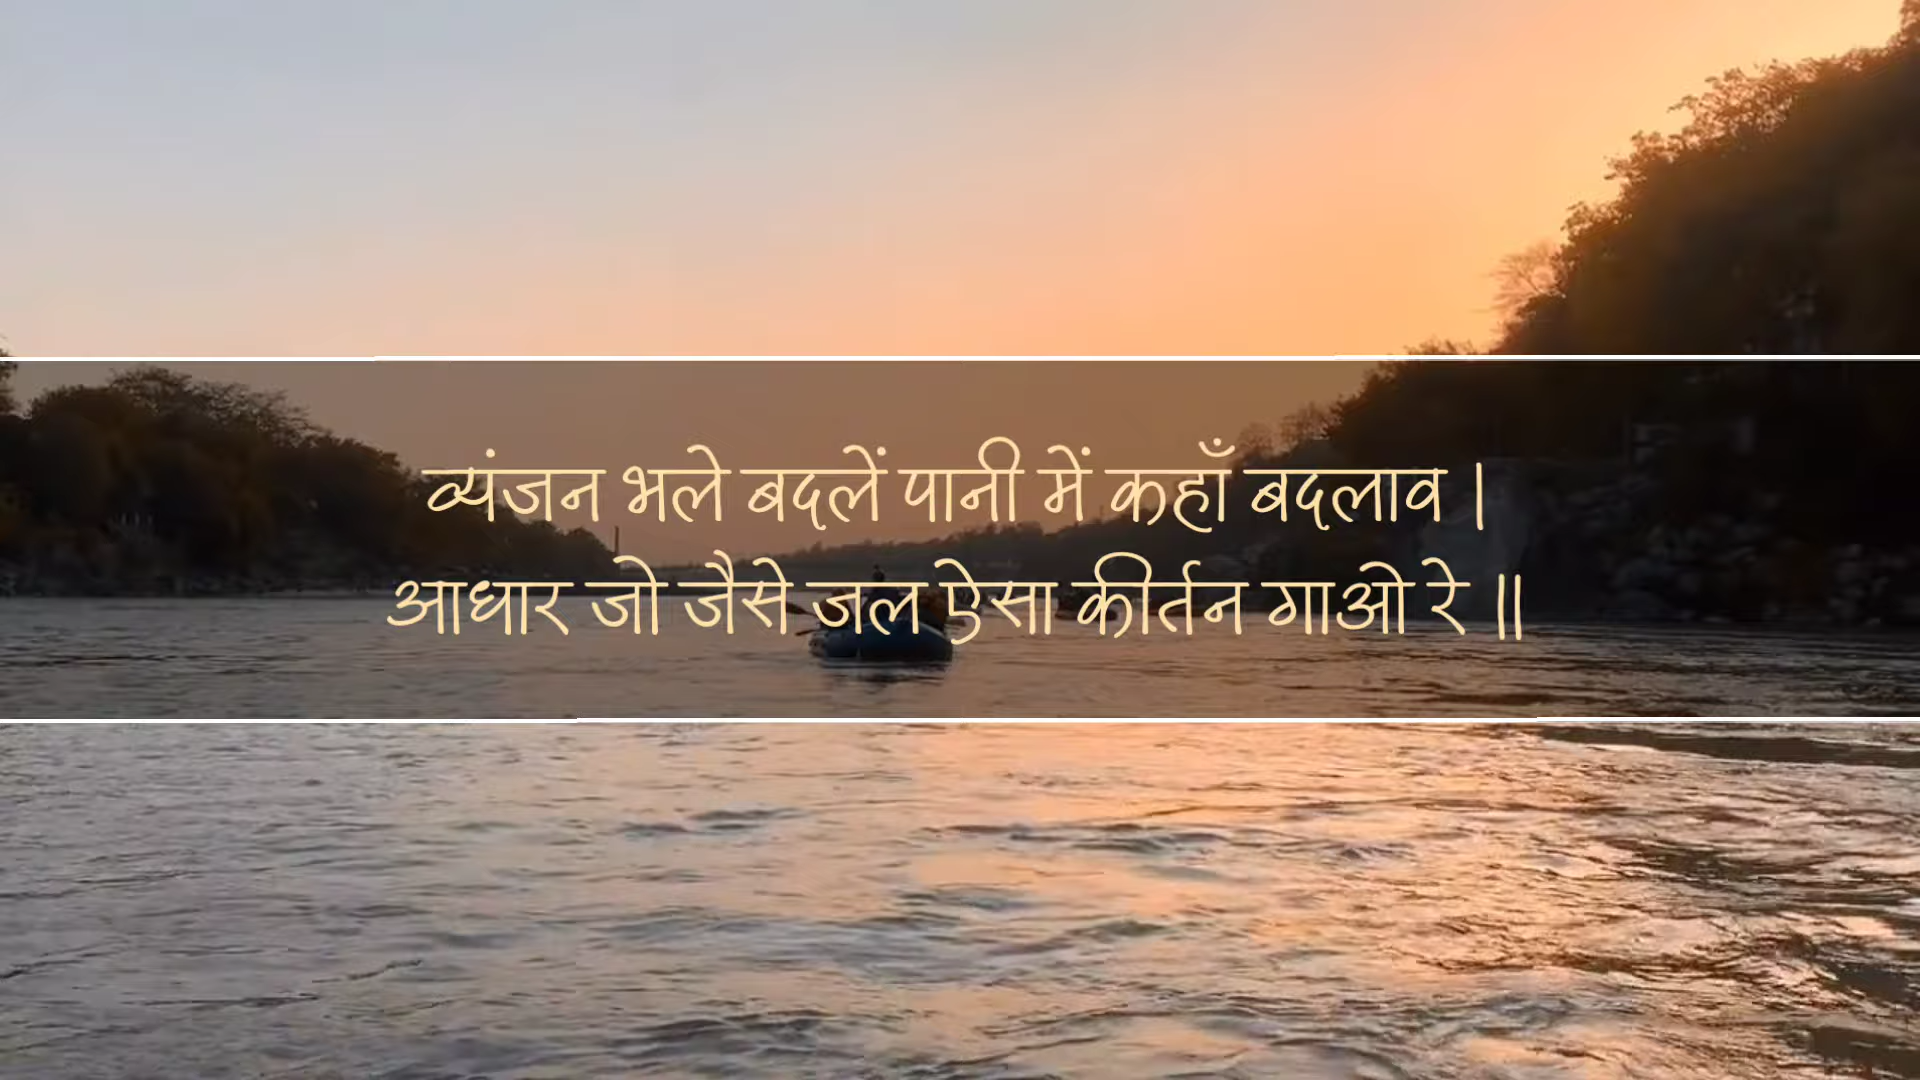 व्यंजन भले बदलें पानी में कहाँ बदलाव |
आधार जो जैसे जल ऐसा कीर्तन गाओ रे ||